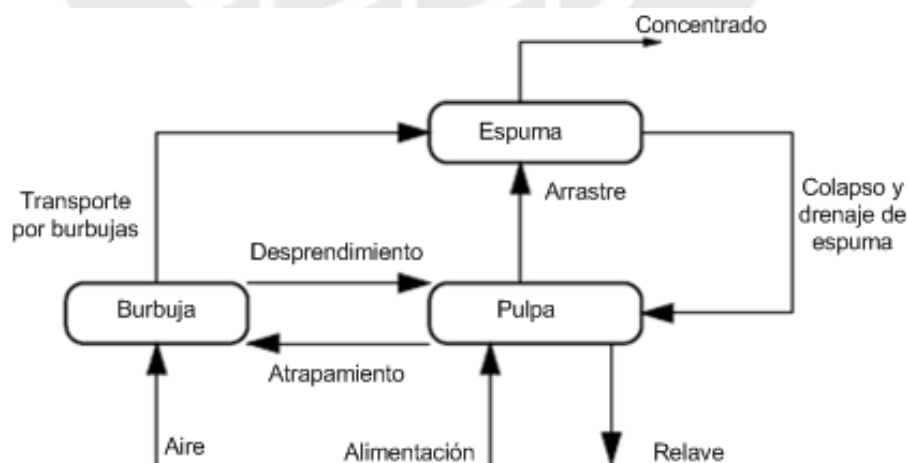 Concentrado
Espuma
Arrastre
Transporte
por burbujas
Colapso y
drenaje de
espuma
Desprendimiento
Burbuja
Pulpa
Atrapamiento
Aire
Alimentación
Relave